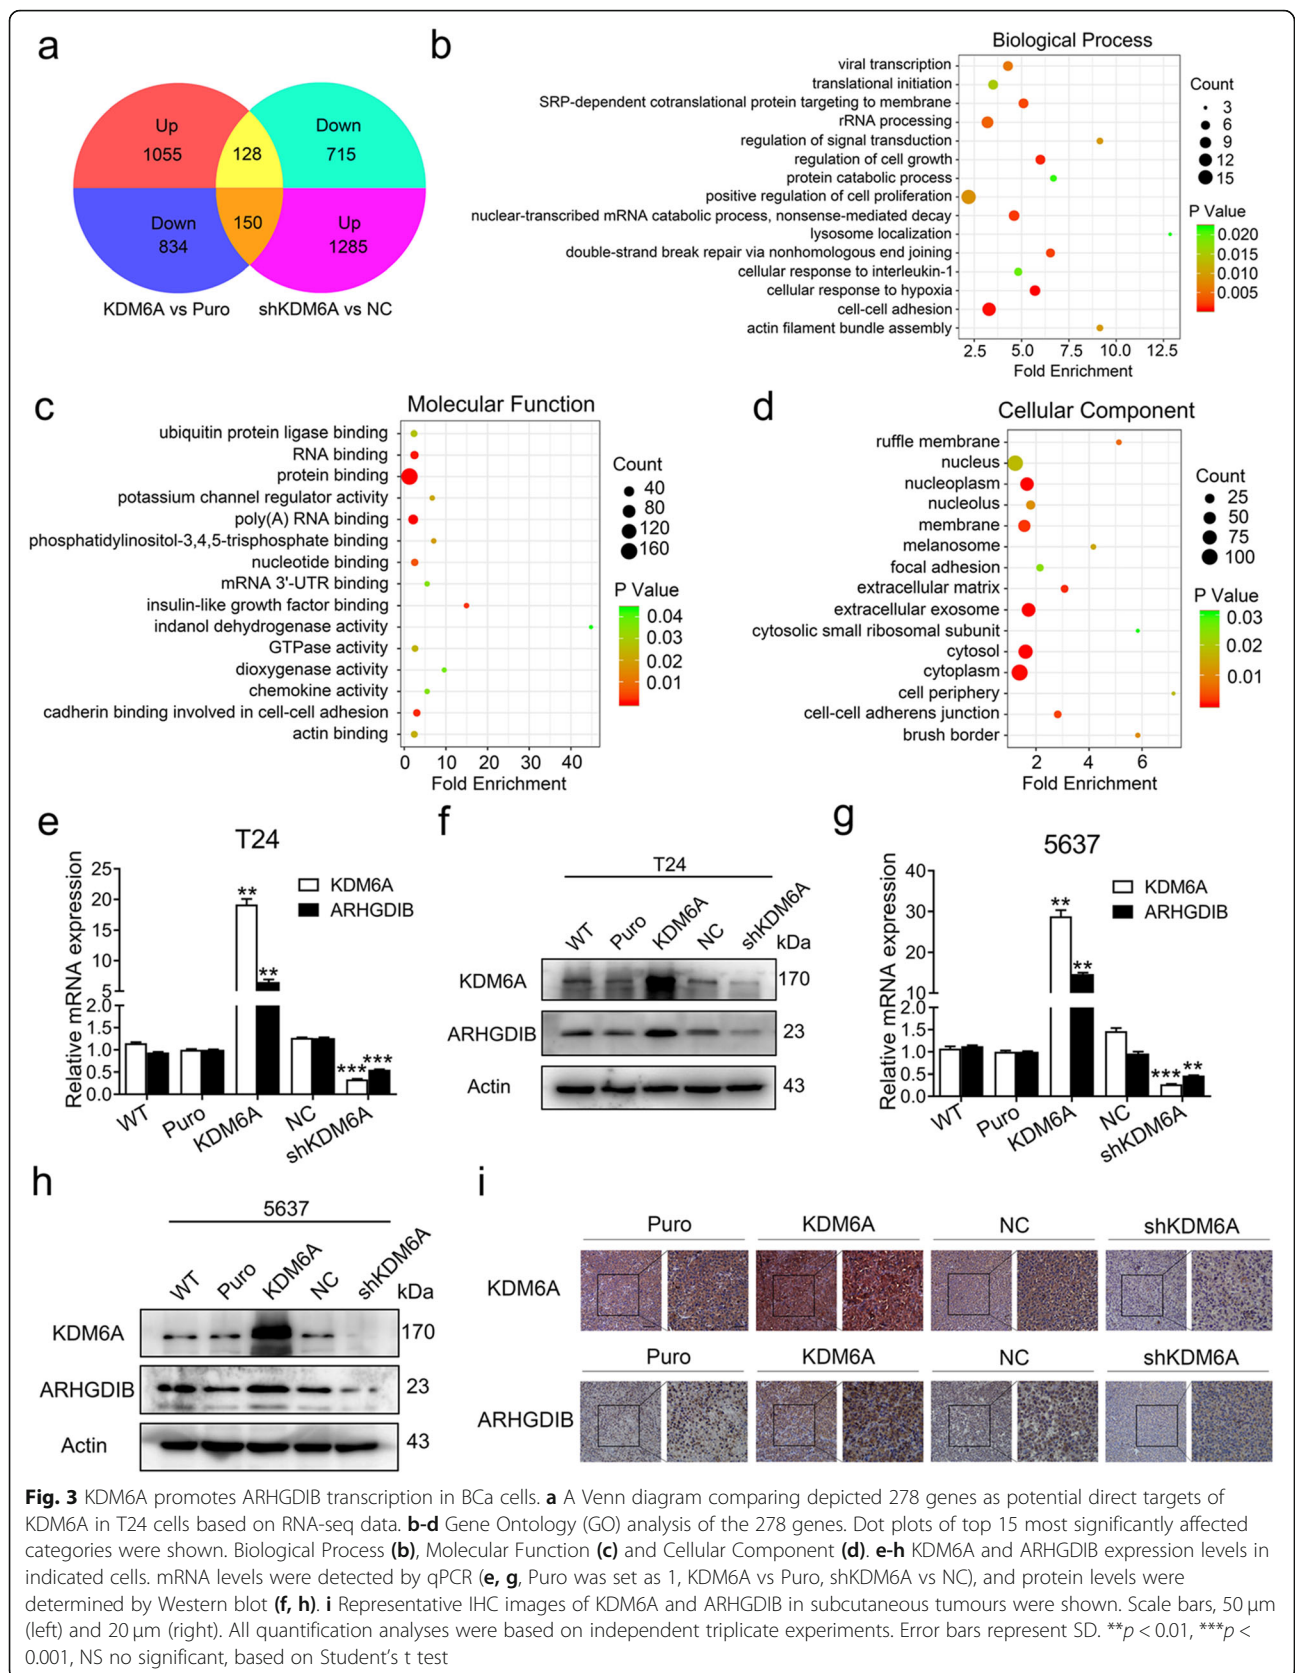 a
Up
1055
128
Down
715
Down
834
150
Up
1285
KDM6A vs Puro
shKDM6A vs NC
b
Biological Process
viral transcription
translational initiation
SRP-dependent cotranslational protein targeting to membrane
rRNA processing
regulation of signal transduction
regulation of cell growth
protein catabolic process
positive regulation of cell proliferation
nuclear-transcribed mRNA catabolic process, nonsense-mediated decay
lysosome localization
double-strand break repair via nonhomologous end joining
cellular response to interleukin-1
cellular response to hypoxia
cell-cell adhesion
actin filament bundle assembly
2.5 5.0 7.5 10.0 12.5
Fold Enrichment
Count
3
6
9
12
15
P Value
0.020
0.015
0.010
0.005
c
Molecular Function
ubiquitin protein ligase binding
RNA binding
protein binding
potassium channel regulator activity
poly(A) RNA binding
phosphatidylinositol-3,4,5-trisphosphate binding
nucleotide binding
mRNA 3'-UTR binding
insulin-like growth factor binding
indanol dehydrogenase activity
GTPase activity
dioxygenase activity
chemokine activity
cadherin binding involved in cell-cell adhesion
actin binding
0 10 20 30 40
Fold Enrichment
Count
40
80
120
160
P Value
0.04
0.03
0.02
0.01
d
Cellular Component
ruffle membrane
nucleus
nucleoplasm
nucleolus
membrane
melanosome
focal adhesion
extracellular matrix
extracellular exosome
cytosolic small ribosomal subunit
cytosol
cytoplasm
cell periphery
cell-cell adherens junction
brush border
2 4 6
Fold Enrichment
Count
25
50
75
100
P Value
0.03
0.02
0.01
e
T24
Relative mRNA expression
25
20
15
10
5
2.0
1.5
1.0
0.5
0.0
KDM6A
ARHGDIB
**
**
***
***
WT Puro KDM6A NC shKDM6A
f
T24
WT Puro KDM6A NC shKDM6A
kDa
KDM6A 170
ARHGDIB 23
Actin 43
g
5637
Relative mRNA expression
40
30
20
10
2.0
1.5
1.0
0.5
0.0
KDM6A
ARHGDIB
**
**
***
**
WT Puro KDM6A NC shKDM6A
h
5637
WT Puro KDM6A NC shKDM6A
kDa
KDM6A 170
ARHGDIB 23
Actin 43
i
Puro KDM6A NC shKDM6A
KDM6A
Puro KDM6A NC shKDM6A
ARHGDIB
Fig. 3 KDM6A promotes ARHGDIB transcription in BCa cells. a A Venn diagram comparing depicted 278 genes as potential direct targets of
KDM6A in T24 cells based on RNA-seq data. b-d Gene Ontology (GO) analysis of the 278 genes. Dot plots of top 15 most significantly affected
categories were shown. Biological Process (b), Molecular Function (c) and Cellular Component (d). e-h KDM6A and ARHGDIB expression levels in
indicated cells. mRNA levels were detected by qPCR (e, g, Puro was set as 1, KDM6A vs Puro, shKDM6A vs NC), and protein levels were
determined by Western blot (f, h). i Representative IHC images of KDM6A and ARHGDIB in subcutaneous tumours were shown. Scale bars, 50 μm
(left) and 20 μm (right). All quantification analyses were based on independent triplicate experiments. Error bars represent SD. **p < 0.01, ***p <
0.001, NS no significant, based on Student's t test